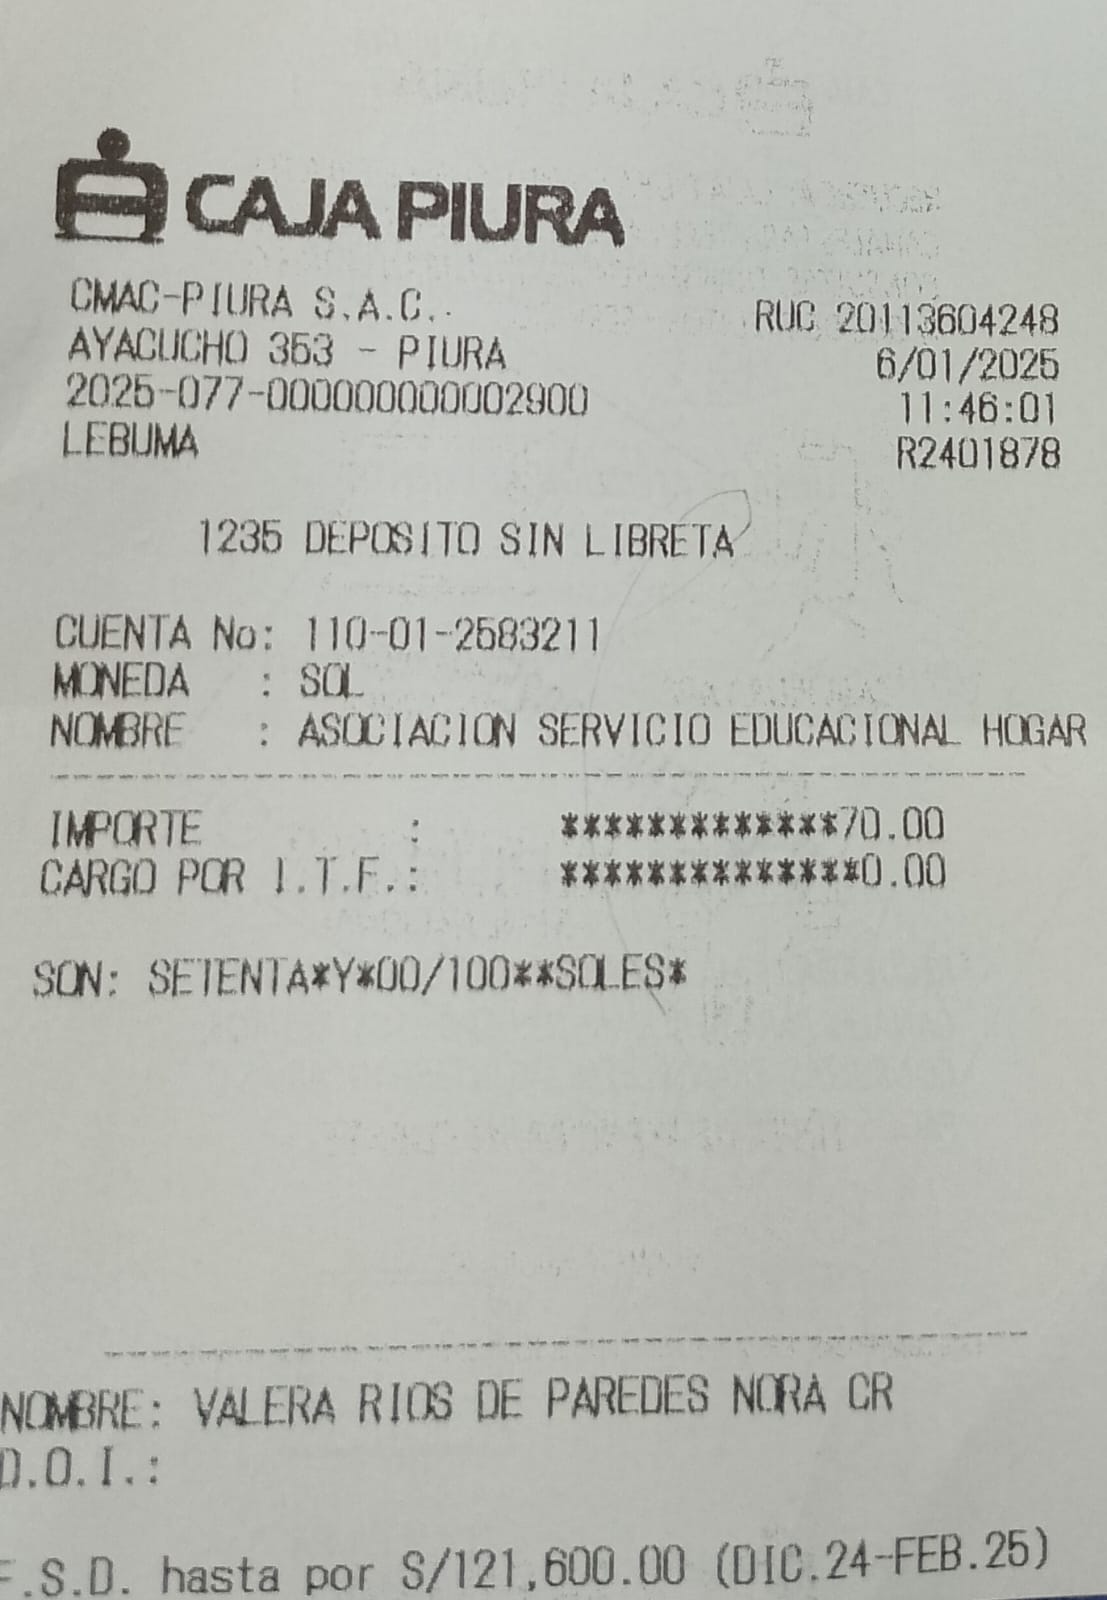 CAJA PIURA
CMAC-PIURA S.A.C.
RUC 20113604248
AYACUCHO 353 - PIURA
6/01/2025
2025-077-000000000002900
11:46:01
LEBUMA
R2401878
1235 DEPOSITO SIN LIBRETA
CUENTA No: 110-01-2583211
MONEDA : SOL
NOMBRE : ASOCIACION SERVICIO EDUCACIONAL HOGAR
IMPORTE : *************70.00
CARGO POR I.T.F.: **************0.00
SON: SETENTA*Y*00/100**SOLES*
NOMBRE: VALERA RIOS DE PAREDES NORA CR
D.O.I.:
F.S.D. hasta por S/121,600.00 (DIC.24-FEB.25)